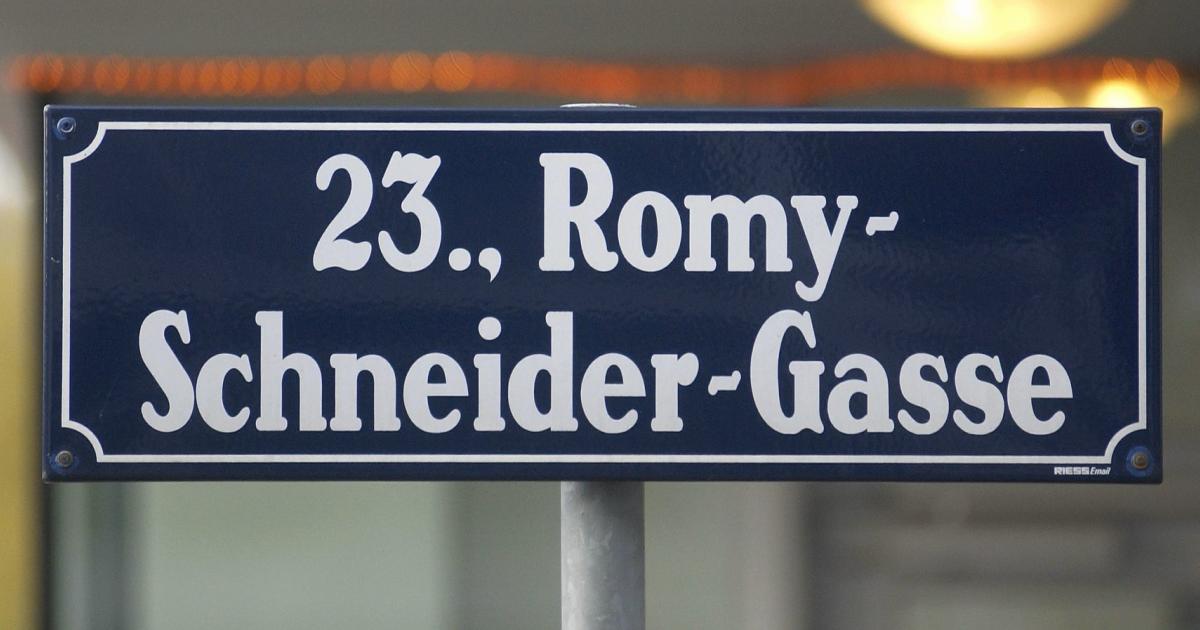 23., Romy-
Schneider-Gasse
RIESS Email